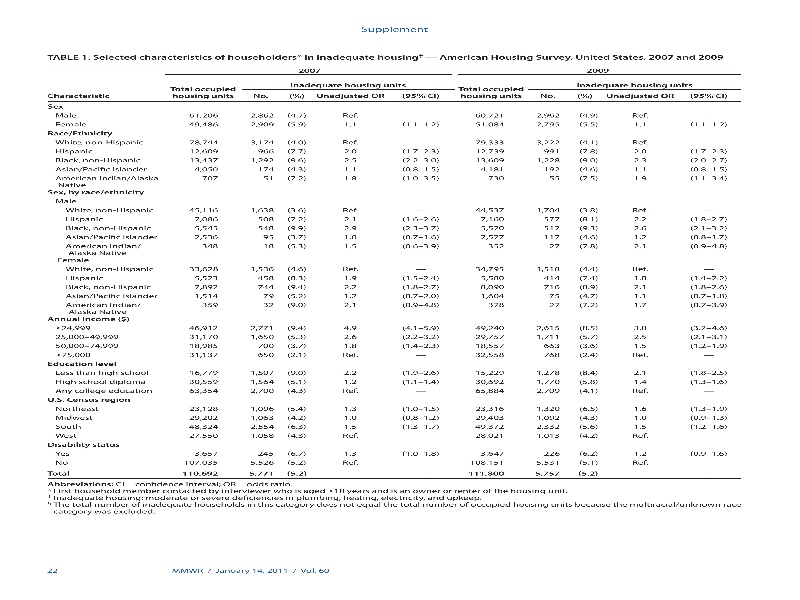 Supplement
TABLE 1. Selected characteristics of householders* in inadequate housing† — American Housing Survey, United States, 2007 and 2009
2007 2009
Inadequate housing units Inadequate housing units
Characteristic Total occupied housing units No. (%) Unadjusted OR (95% CI) Total occupied housing units No. (%) Unadjusted OR (95% CI)
Sex
Male 61,206 2,862 (4.7) Ref. 60,721 2,962 (4.9) Ref.
Female 49,486 2,909 (5.9) 1.1 (1.1–1.2) 51,084 2,795 (5.5) 1.1 (1.1–1.2)
Race/Ethnicity
White, non-Hispanic 78,744 3,174 (4.0) Ref. 79,333 3,222 (4.1) Ref.
Hispanic 12,609 966 (7.7) 2.0 (1.7–2.3) 12,739 991 (7.8) 2.0 (1.7–2.3)
Black, non-Hispanic 13,437 1,292 (9.6) 2.5 (2.2–3.0) 13,609 1,228 (9.0) 2.3 (2.0–2.7)
Asian/Pacific Islander 4,050 174 (4.3) 1.1 (0.8–1.5) 4,181 192 (4.6) 1.1 (0.8–1.5)
American Indian/Alaska 707 51 (7.2) 1.8 (1.0–3.5) 730 55 (7.5) 1.9 (1.1–3.4)
Native
Sex, by race/ethnicity
Male
White, non-Hispanic 45,116 1,638 (3.6) Ref. — 44,537 1,704 (3.8) Ref. —
Hispanic 7,086 508 (7.2) 2.1 (1.6–2.6) 7,160 577 (8.1) 2.2 (1.8–2.7)
Black, non-Hispanic 5,545 548 (9.9) 2.9 (2.3–3.7) 5,520 517 (9.3) 2.6 (2.1–3.2)
Asian/Pacific Islander 2,536 95 (3.7) 1.0 (0.7–1.6) 2,577 117 (4.6) 1.2 (0.8–1.7)
American Indian/ 348 18 (5.3) 1.5 (0.6–3.9) 352 27 (7.8) 2.1 (0.9–4.8)
Alaska Native
Female
White, non-Hispanic 33,628 1,536 (4.6) Ref. — 34,795 1,518 (4.4) Ref. —
Hispanic 5,523 458 (8.3) 1.9 (1.5–2.4) 5,580 414 (7.4) 1.8 (1.4–2.2)
Black, non-Hispanic 7,892 744 (9.4) 2.2 (1.8–2.7) 8,090 716 (8.9) 2.1 (1.8–2.6)
Asian/Pacific Islander 1,514 79 (5.2) 1.2 (0.7–2.0) 1,604 75 (4.7) 1.1 (0.7–1.8)
American Indian/ 359 32 (9.0) 2.1 (0.9–4.8) 378 27 (7.2) 1.7 (0.7–3.9)
Alaska Native
Annual income ($)
<24,999 46,912 2,771 (9.4) 4.9 (4.1–5.9) 49,240 2,615 (8.5) 3.8 (3.2–4.6)
25,000–49,999 31,170 1,650 (5.3) 2.6 (2.2–3.2) 29,757 1,711 (5.7) 2.5 (2.1–3.1)
50,000–74,999 18,985 700 (3.7) 1.8 (1.4–2.3) 18,557 663 (3.6) 1.5 (1.2–1.9)
>75,000 31,137 650 (2.1) Ref. — 32,558 768 (2.4) Ref. —
Education level
Less than high school 16,779 1,507 (9.0) 2.2 (1.9–2.6) 15,229 1,278 (8.4) 2.1 (1.8–2.5)
High school diploma 30,559 1,564 (5.1) 1.2 (1.1–1.4) 30,692 1,770 (5.8) 1.4 (1.3–1.6)
Any college education 63,354 2,700 (4.3) Ref. — 65,884 2,709 (4.1) Ref. —
U.S. Census region
Northeast 23,128 1,096 (5.4) 1.3 (1.0–1.5) 23,316 1,320 (6.5) 1.6 (1.3–1.9)
Midwest 29,202 1,063 (4.2) 1.0 (0.8–1.2) 29,403 1,092 (4.3) 1.0 (0.9–1.3)
South 48,324 2,554 (6.3) 1.5 (1.3–1.7) 49,372 2,332 (5.6) 1.5 (1.2–1.6)
West 27,550 1,058 (4.3) Ref. 28,021 1,013 (4.2) Ref.
Disability status
Yes 3,657 245 (6.7) 1.3 (1.0–1.8) 3,647 226 (6.2) 1.2 (0.9–1.6)
No 107,035 5,526 (5.2) Ref. 108,151 5,531 (5.1) Ref.
Total 110,692 5,771 (5.2) 111,800 5,757 (5.2)
Abbreviations: CI = confidence interval; OR = odds ratio.
* First household member contacted by interviewer who is aged >18 years and is an owner or renter of the housing unit.
† Inadequate housing: moderate or severe deficiencies in plumbing, heating, electricity, and upkeep.
§ The total number of inadequate households in this category does not equal the total number of occupied housing units because the multiracial/unknown race
category was excluded.
22 MMWR / January 14, 2011 / Vol. 60